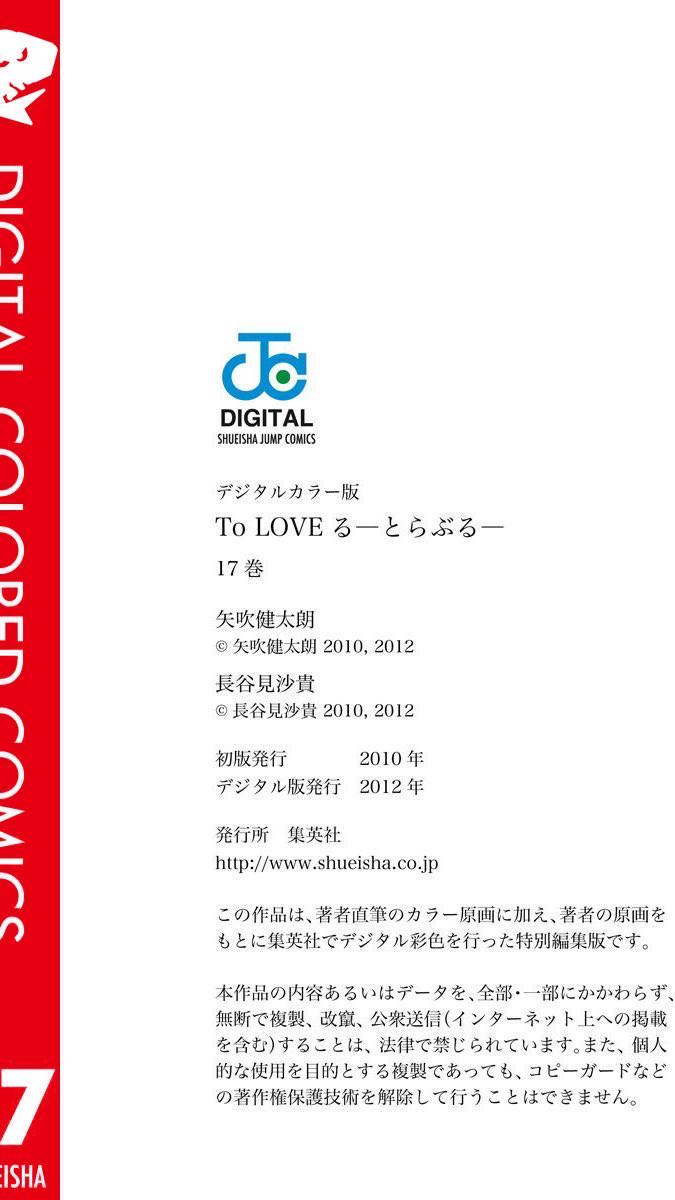 DIGITAL COLORED COMICS
7
EISHA
DIGITAL
SHUEISHA JUMP COMICS
デジタルカラー版
To LOVE る―とらぶる―
17 巻
矢吹健太朗
© 矢吹健太朗 2010, 2012
長谷見沙貴
© 長谷見沙貴 2010, 2012
初版発行 2010 年
デジタル版発行 2012 年
発行所 集英社
http://www.shueisha.co.jp
この作品は、著者直筆のカラー原画に加え、著者の原画を
もとに集英社でデジタル彩色を行った特別編集版です。
本作品の内容あるいはデータを、全部・一部にかかわらず、
無断で複製、改竄、公衆送信(インターネット上への掲載
を含む)することは、法律で禁じられています。また、個人
的な使用を目的とする複製であっても、コピーガードなど
の著作権保護技術を解除して行うことはできません。